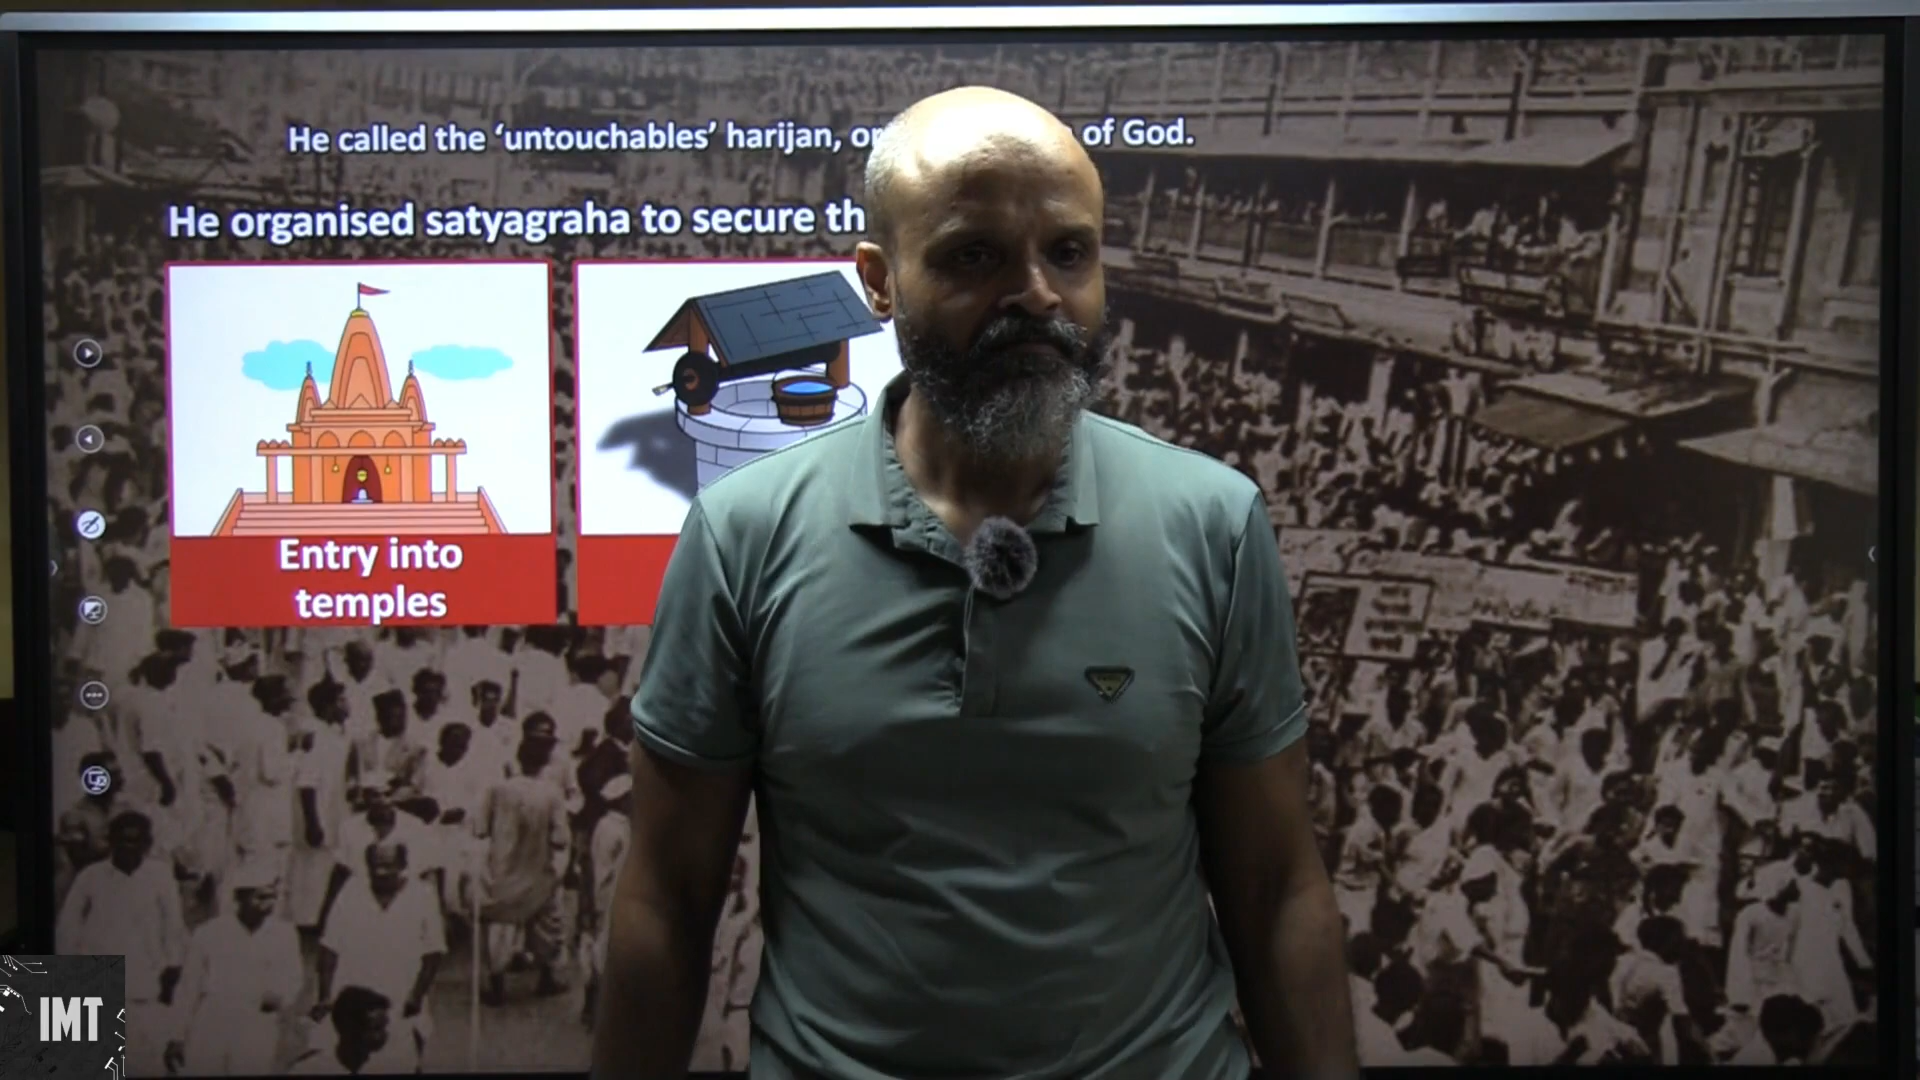 He called the ‘untouchables’ harijan, or of God.
He organised satyagraha to secure th
Entry into
temples
IMT